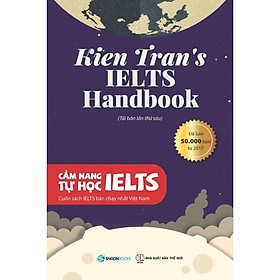 Kien Tran's
IELTS
Handbook
(Tái bản lần thứ sáu)
Đã bán
50.000 bản
từ 2017
CẨM NANG
TỰ HỌC IELTS
Cuốn sách IELTS bán chạy nhất Việt Nam
SAIGONBOOKS
NHÀ XUẤT BẢN THẾ GIỚI